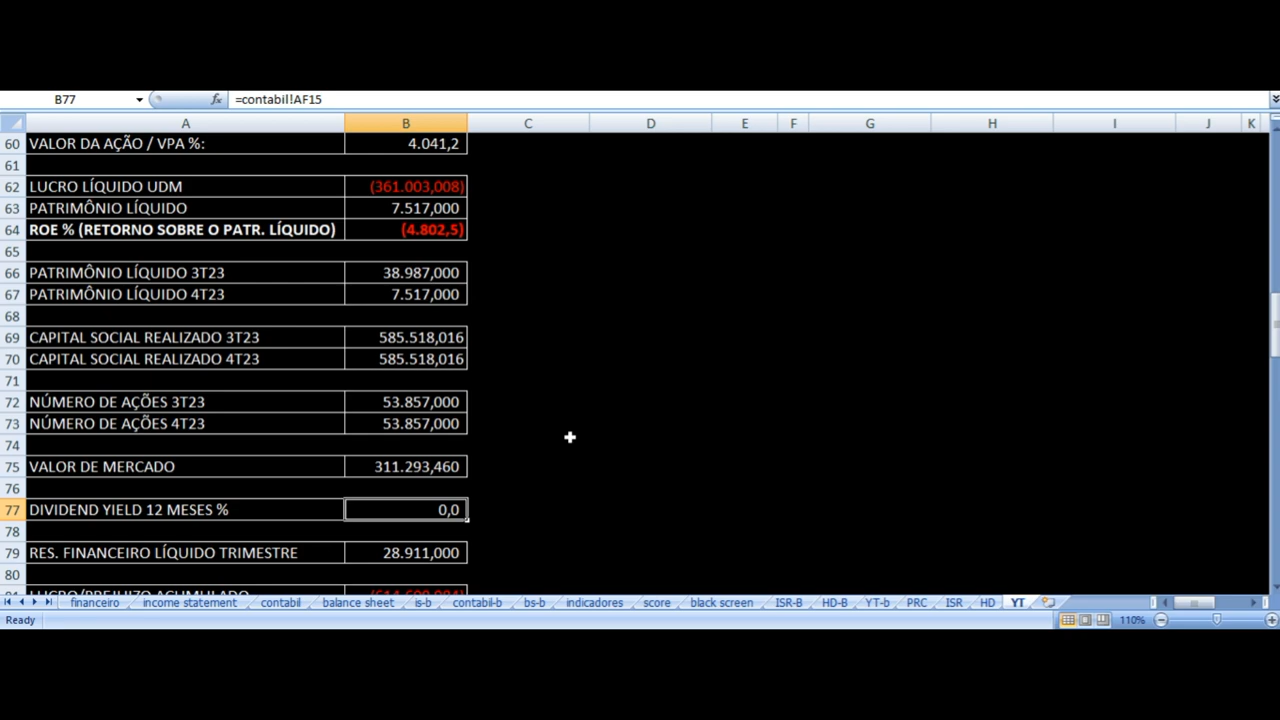 B77 fx =contabil!AF15
A B C D E F G H I J K
60 VALOR DA AÇÃO / VPA %: 4.041,2
61
62 LUCRO LÍQUIDO UDM (361.003,008)
63 PATRIMÔNIO LÍQUIDO 7.517,000
64 ROE % (RETORNO SOBRE O PATR. LÍQUIDO) (4.802,5)
65
66 PATRIMÔNIO LÍQUIDO 3T23 38.987,000
67 PATRIMÔNIO LÍQUIDO 4T23 7.517,000
68
69 CAPITAL SOCIAL REALIZADO 3T23 585.518,016
70 CAPITAL SOCIAL REALIZADO 4T23 585.518,016
71
72 NÚMERO DE AÇÕES 3T23 53.857,000
73 NÚMERO DE AÇÕES 4T23 53.857,000
74
75 VALOR DE MERCADO 311.293,460
76
77 DIVIDEND YIELD 12 MESES % 0,0
78
79 RES. FINANCEIRO LÍQUIDO TRIMESTRE 28.911,000
80
81 LUCRO/PREJUÍZO ACUMULADO
financeiro income statement contabil balance sheet is-b contabil-b bs-b indicadores score black screen ISR-B HD-B YT-b PRC ISR HD YT
Ready 110%